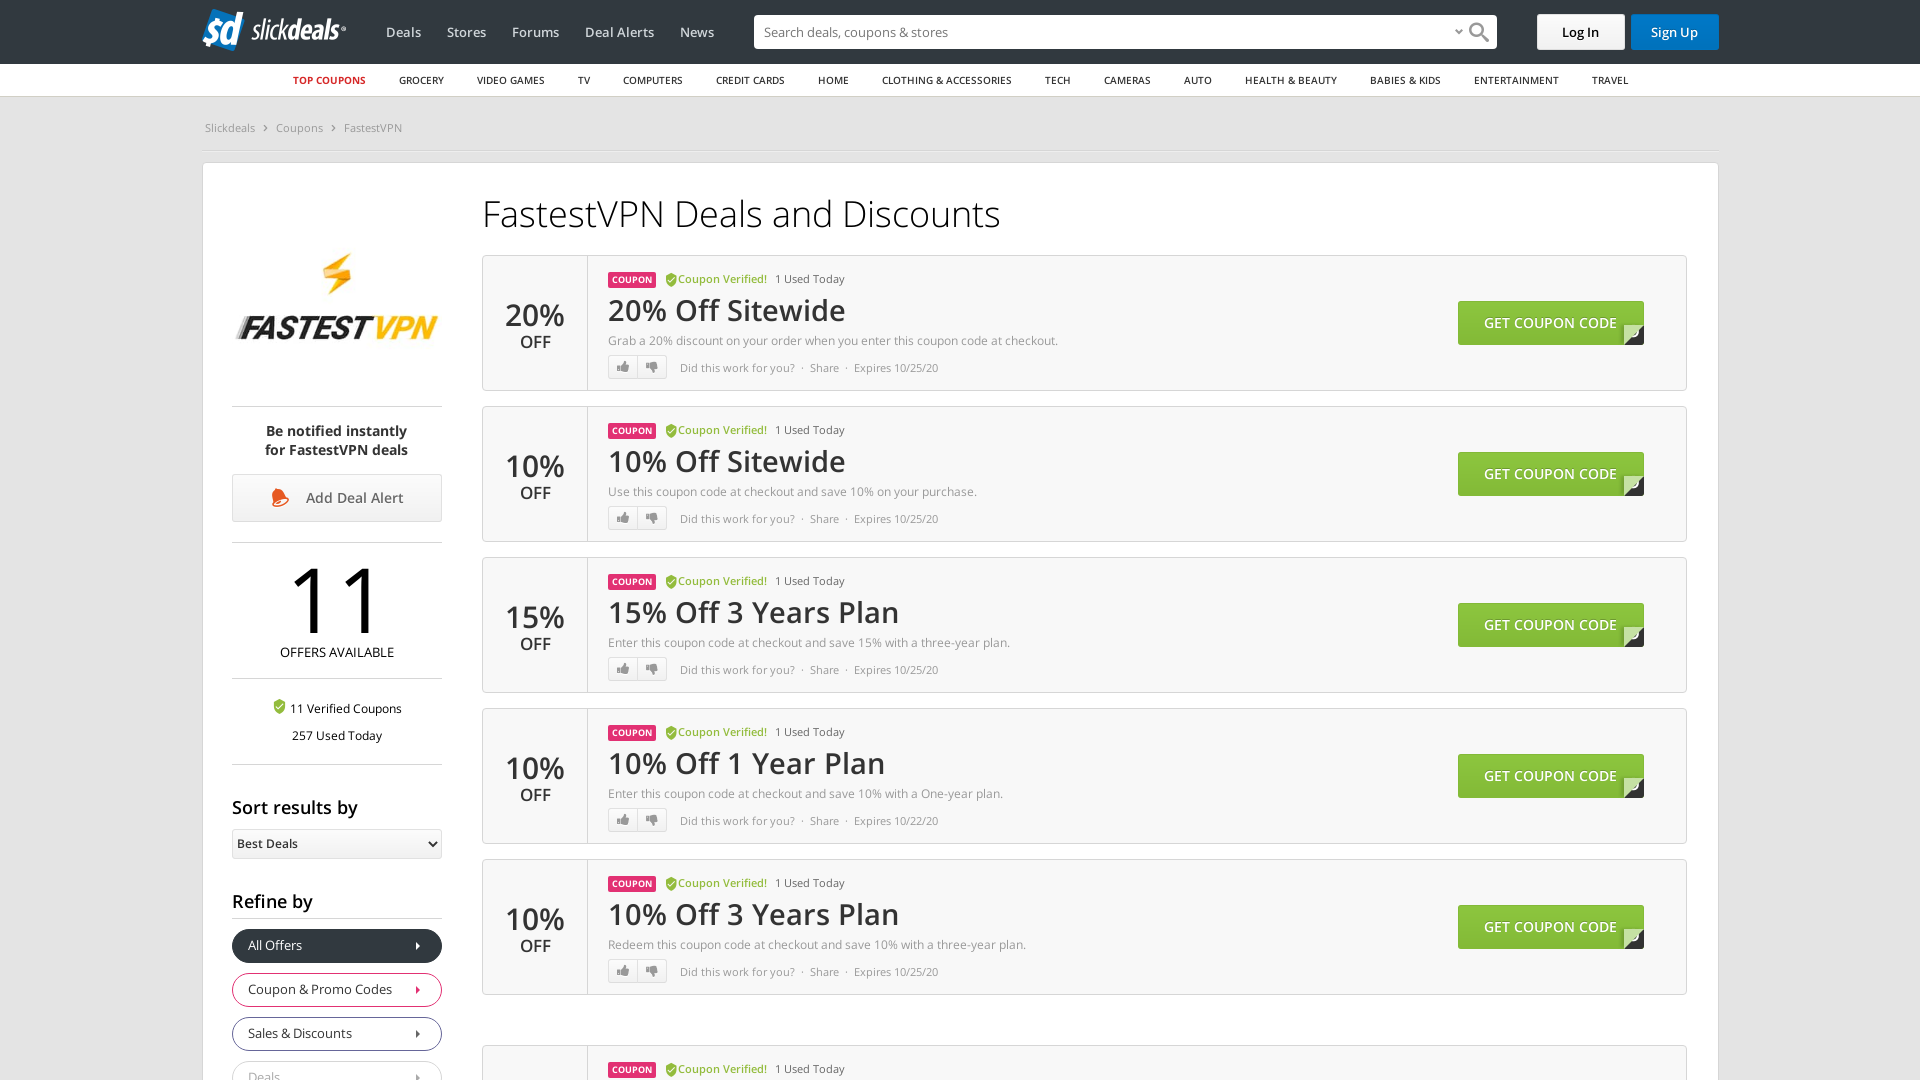 sd slickdeals
Deals
Stores
Forums
Deal Alerts
News
Search deals, coupons & stores
Log In
Sign Up
TOP COUPONS
GROCERY
VIDEO GAMES
TV
COMPUTERS
CREDIT CARDS
HOME
CLOTHING & ACCESSORIES
TECH
CAMERAS
AUTO
HEALTH & BEAUTY
BABIES & KIDS
ENTERTAINMENT
TRAVEL
Slickdeals > Coupons > FastestVPN
FASTESTVPN
Be notified instantly
for FastestVPN deals
Add Deal Alert
11
OFFERS AVAILABLE
11 Verified Coupons
257 Used Today
Sort results by
Best Deals
Refine by
All Offers
Coupon & Promo Codes
Sales & Discounts
Deals
FastestVPN Deals and Discounts
20%
OFF
COUPON Coupon Verified! 1 Used Today
20% Off Sitewide
Grab a 20% discount on your order when you enter this coupon code at checkout.
Did this work for you? · Share · Expires 10/25/20
GET COUPON CODE
10%
OFF
COUPON Coupon Verified! 1 Used Today
10% Off Sitewide
Use this coupon code at checkout and save 10% on your purchase.
Did this work for you? · Share · Expires 10/25/20
GET COUPON CODE
15%
OFF
COUPON Coupon Verified! 1 Used Today
15% Off 3 Years Plan
Enter this coupon code at checkout and save 15% with a three-year plan.
Did this work for you? · Share · Expires 10/25/20
GET COUPON CODE
10%
OFF
COUPON Coupon Verified! 1 Used Today
10% Off 1 Year Plan
Enter this coupon code at checkout and save 10% with a One-year plan.
Did this work for you? · Share · Expires 10/22/20
GET COUPON CODE
10%
OFF
COUPON Coupon Verified! 1 Used Today
10% Off 3 Years Plan
Redeem this coupon code at checkout and save 10% with a three-year plan.
Did this work for you? · Share · Expires 10/25/20
GET COUPON CODE
COUPON Coupon Verified! 1 Used Today